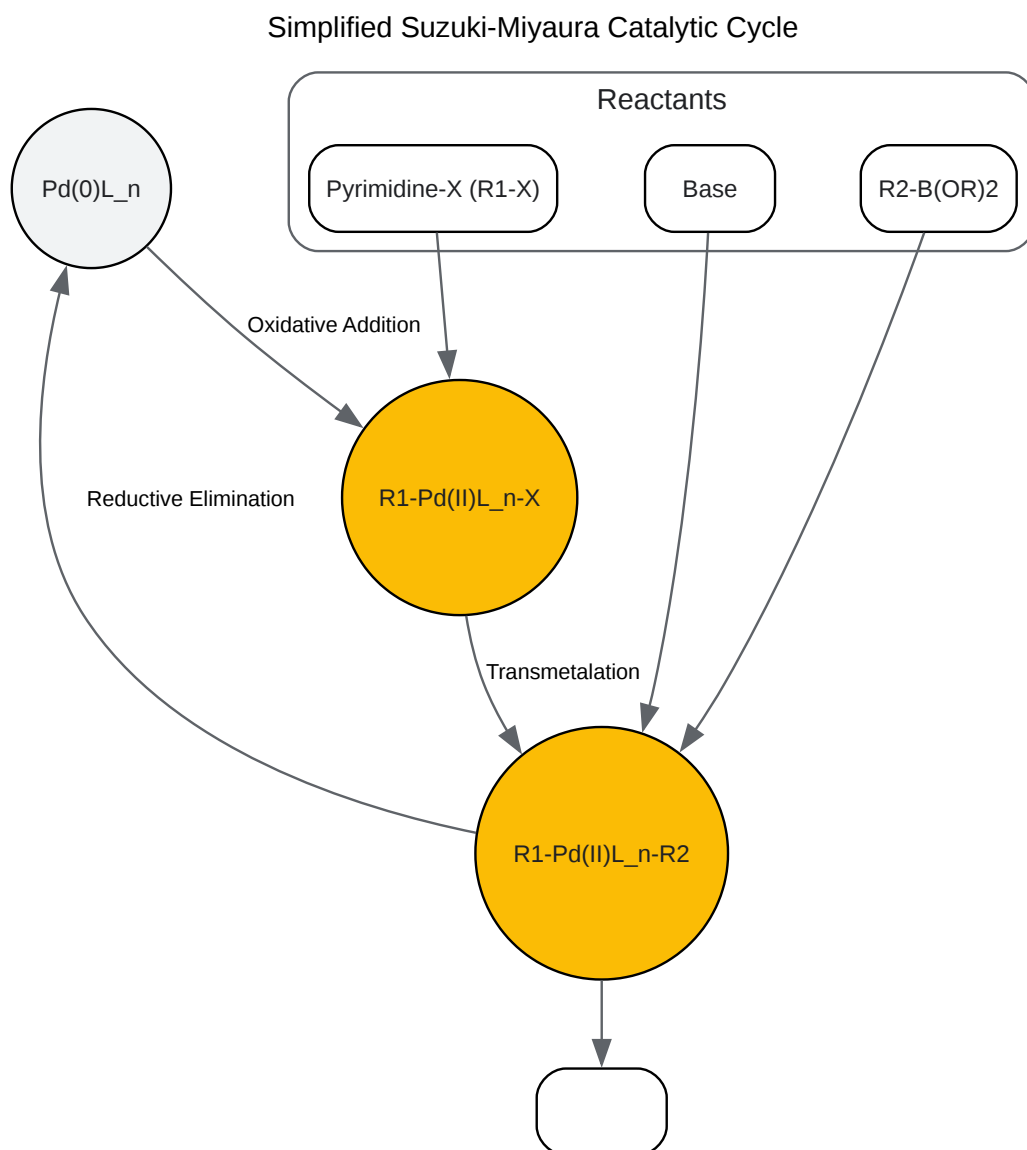 Simplified Suzuki-Miyaura Catalytic Cycle
Reactants
Pd(0)L_n
Pyrimidine-X (R1-X)
Base
R2-B(OR)2
Oxidative Addition
R1-Pd(II)L_n-X
Reductive Elimination
Transmetalation
R1-Pd(II)L_n-R2